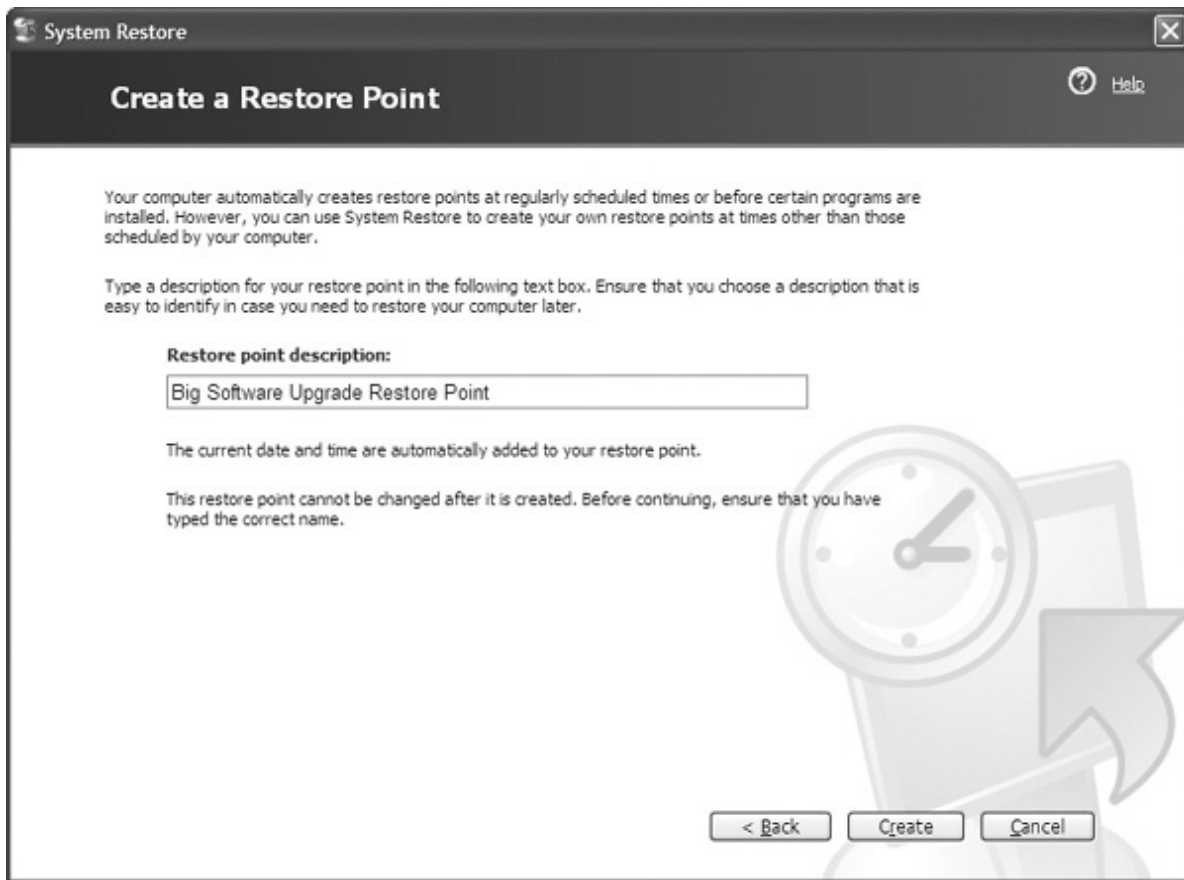 System Restore
Create a Restore Point
Help
Your computer automatically creates restore points at regularly scheduled times or before certain programs are
installed. However, you can use System Restore to create your own restore points at times other than those
scheduled by your computer.
Type a description for your restore point in the following text box. Ensure that you choose a description that is
easy to identify in case you need to restore your computer later.
Restore point description:
Big Software Upgrade Restore Point
The current date and time are automatically added to your restore point.
This restore point cannot be changed after it is created. Before continuing, ensure that you have
typed the correct name.
< Back
Create
Cancel